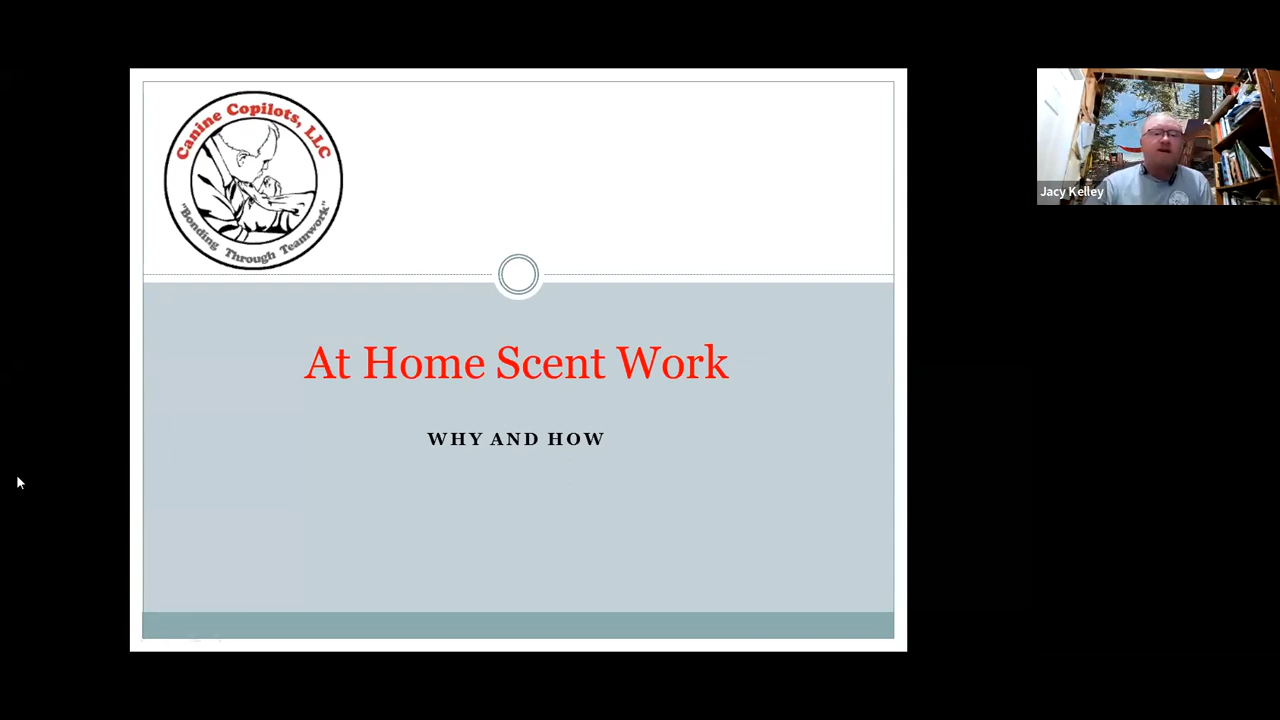 Canine Copilots, LLC
"Bonding Through Teamwork"
At Home Scent Work
WHY AND HOW
Jacy Kelley